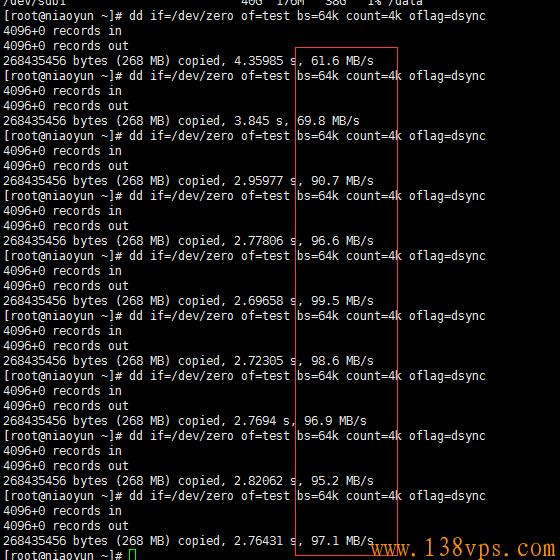 /dev/sdb1 40G 176M 38G 1% /data
[root@niaoyun ~]# dd if=/dev/zero of=test bs=64k count=4k oflag=dsync
4096+0 records in
4096+0 records out
268435456 bytes (268 MB) copied, 4.35985 s, 61.6 MB/s
[root@niaoyun ~]# dd if=/dev/zero of=test bs=64k count=4k oflag=dsync
4096+0 records in
4096+0 records out
268435456 bytes (268 MB) copied, 3.845 s, 69.8 MB/s
[root@niaoyun ~]# dd if=/dev/zero of=test bs=64k count=4k oflag=dsync
4096+0 records in
4096+0 records out
268435456 bytes (268 MB) copied, 2.95977 s, 90.7 MB/s
[root@niaoyun ~]# dd if=/dev/zero of=test bs=64k count=4k oflag=dsync
4096+0 records in
4096+0 records out
268435456 bytes (268 MB) copied, 2.77806 s, 96.6 MB/s
[root@niaoyun ~]# dd if=/dev/zero of=test bs=64k count=4k oflag=dsync
4096+0 records in
4096+0 records out
268435456 bytes (268 MB) copied, 2.69658 s, 99.5 MB/s
[root@niaoyun ~]# dd if=/dev/zero of=test bs=64k count=4k oflag=dsync
4096+0 records in
4096+0 records out
268435456 bytes (268 MB) copied, 2.72305 s, 98.6 MB/s
[root@niaoyun ~]# dd if=/dev/zero of=test bs=64k count=4k oflag=dsync
4096+0 records in
4096+0 records out
268435456 bytes (268 MB) copied, 2.7694 s, 96.9 MB/s
[root@niaoyun ~]# dd if=/dev/zero of=test bs=64k count=4k oflag=dsync
4096+0 records in
4096+0 records out
268435456 bytes (268 MB) copied, 2.82062 s, 95.2 MB/s
[root@niaoyun ~]# dd if=/dev/zero of=test bs=64k count=4k oflag=dsync
4096+0 records in
4096+0 records out
268435456 bytes (268 MB) copied, 2.76431 s, 97.1 MB/s
[root@niaoyun ~]#
www.138vps.com